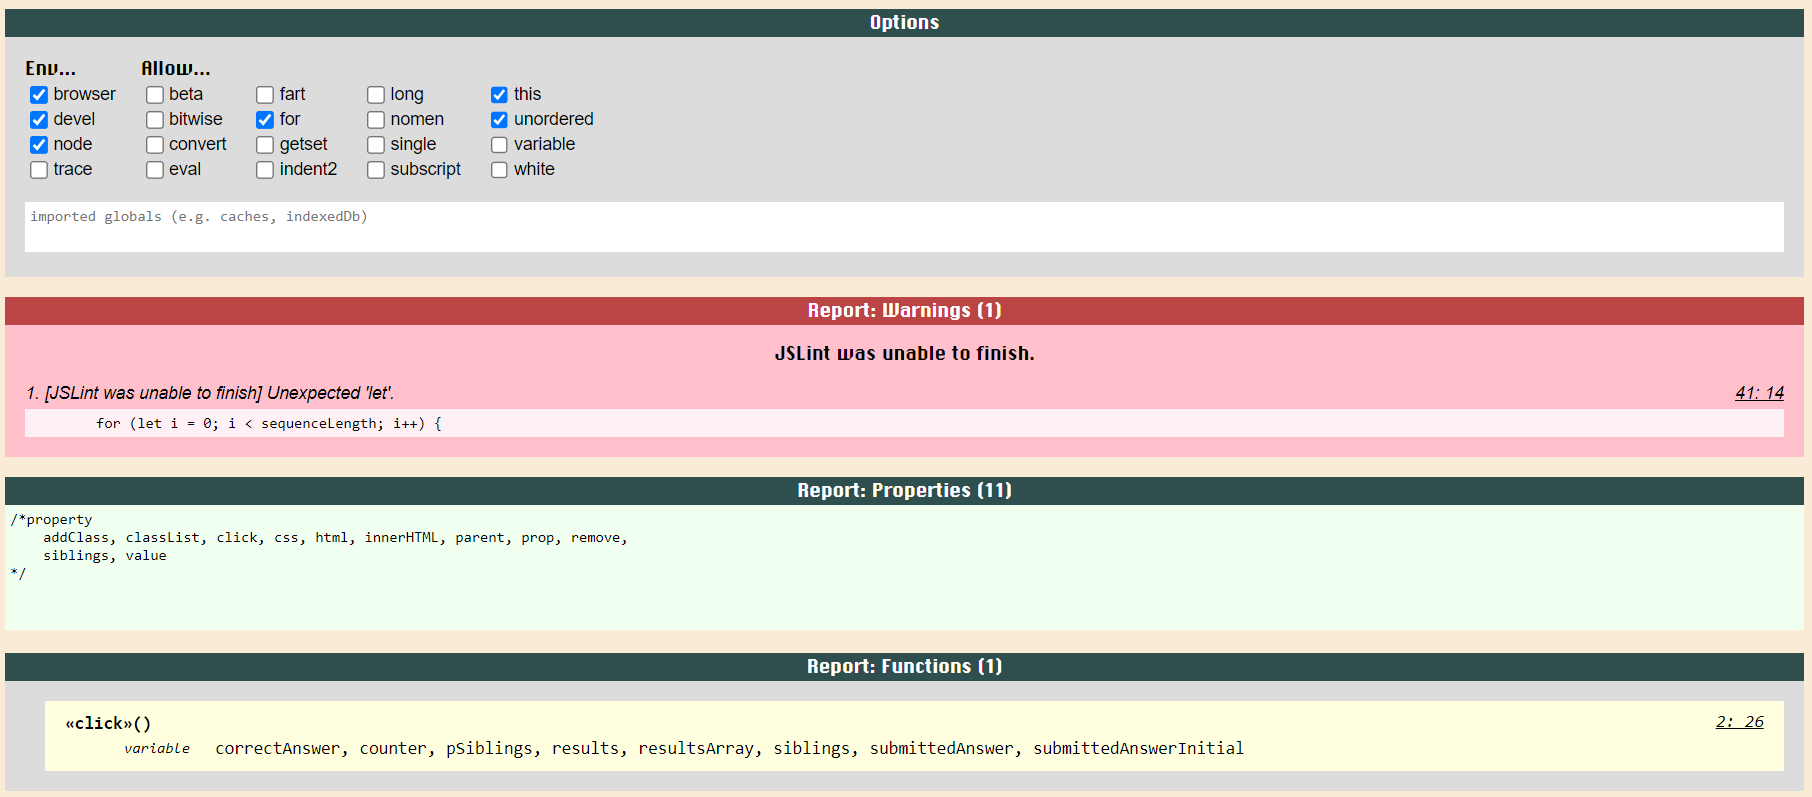 Options
Env... Allow...
browser beta fart long this
devel bitwise for nomen unordered
node convert getset single variable
trace eval indent2 subscript white
imported globals (e.g. caches, indexedDb)
Report: Warnings (1)
JSLint was unable to finish.
1. [JSLint was unable to finish] Unexpected 'let'. 41: 14
for (let i = 0; i < sequenceLength; i++) {
Report: Properties (11)
/*property
addClass, classList, click, css, html, innerHTML, parent, prop, remove,
siblings, value
*/
Report: Functions (1)
«click»() 2: 26
variable correctAnswer, counter, pSiblings, results, resultsArray, siblings, submittedAnswer, submittedAnswerInitial